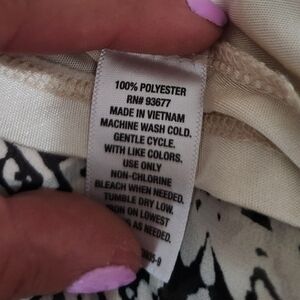 100% POLYESTER
RN# 93677
MADE IN VIETNAM
MACHINE WASH COLD.
GENTLE CYCLE.
WITH LIKE COLORS.
USE ONLY
NON-CHLORINE
BLEACH WHEN NEEDED.
TUMBLE DRY LOW.
ON LOWEST
AS NEEDED.